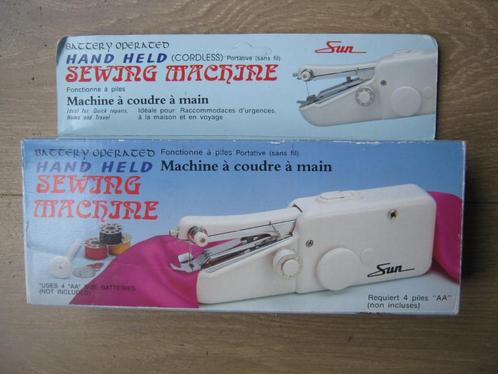 BATTERY OPERATED
HAND HELD (CORDLESS) Portative (sans fil)
SEWING MACHINE
Sun
Fonctionne à piles
Machine à coudre à main
Ideal for Quick repairs, Idéale pour: Raccommodaces d'urgences,
Home and Travel à la maison et en voyage
BATTERY OPERATED Fonctionne à piles Portative (sans fil)
HAND HELD Machine à coudre à main
SEWING
MACHINE
Sun
"USES 4 "AA" SIZE BATTERIES
(NOT INCLUDED)
Requiert 4 piles "AA"
(non incluses)